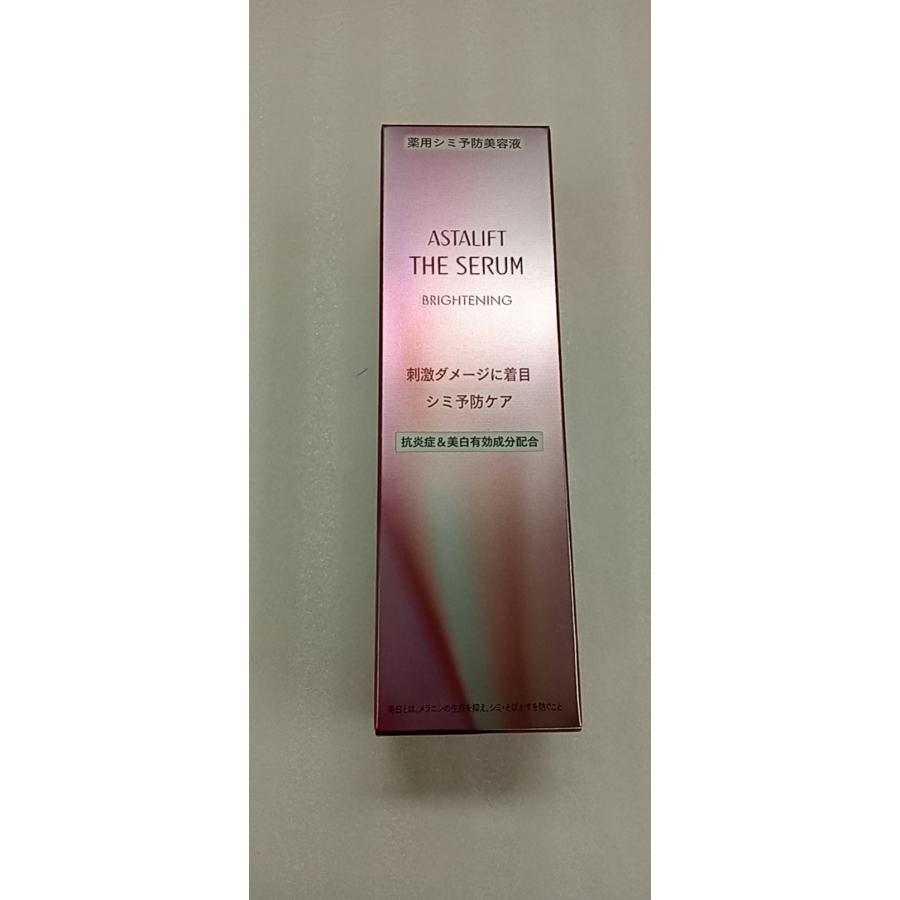 薬用シミ予防美容液
ASTALIFT
THE SERUM
BRIGHTENING
刺激ダメージに着目
シミ予防ケア
抗炎症&美白有効成分配合
美白とは、メラニンの生成を抑え、シミ・そばかすを防ぐこと